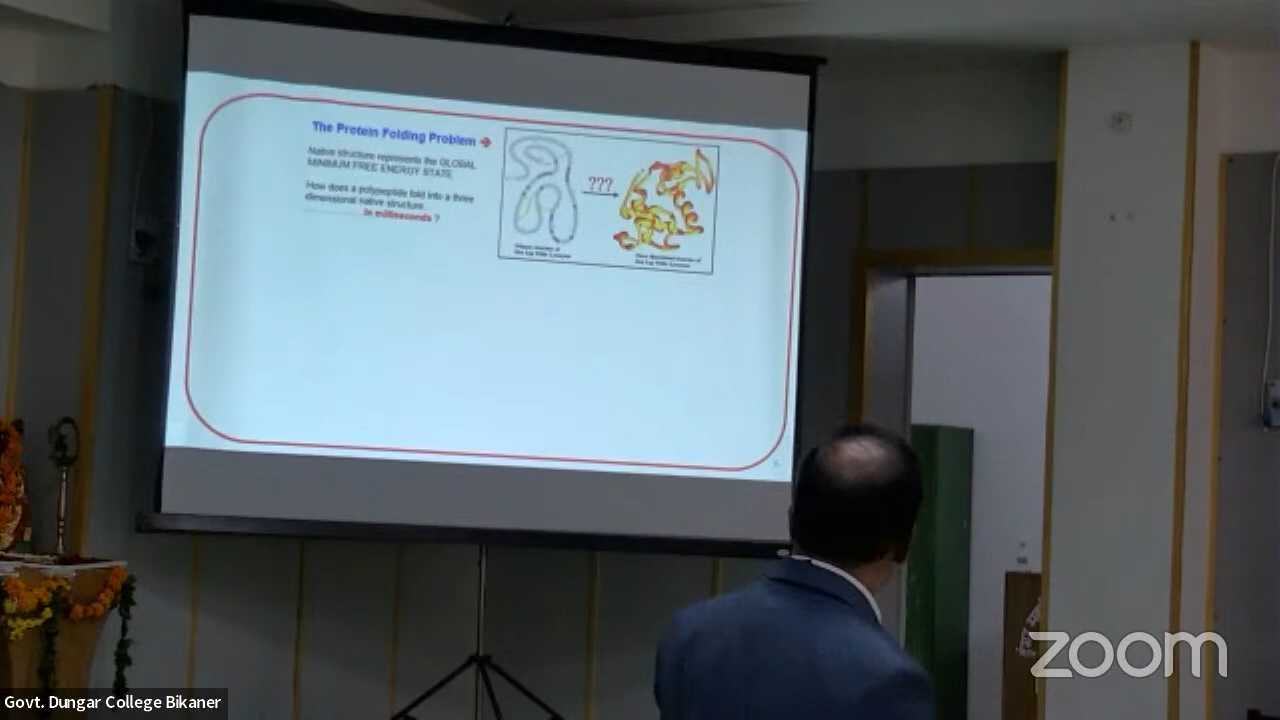 The Protein Folding Problem
Native structure represents the GLOBAL
MINIMUM FREE ENERGY STATE
How does a polypeptide fold into a three
dimensional native structure
In milliseconds ?
???
zoom
Govt. Dungar College Bikaner